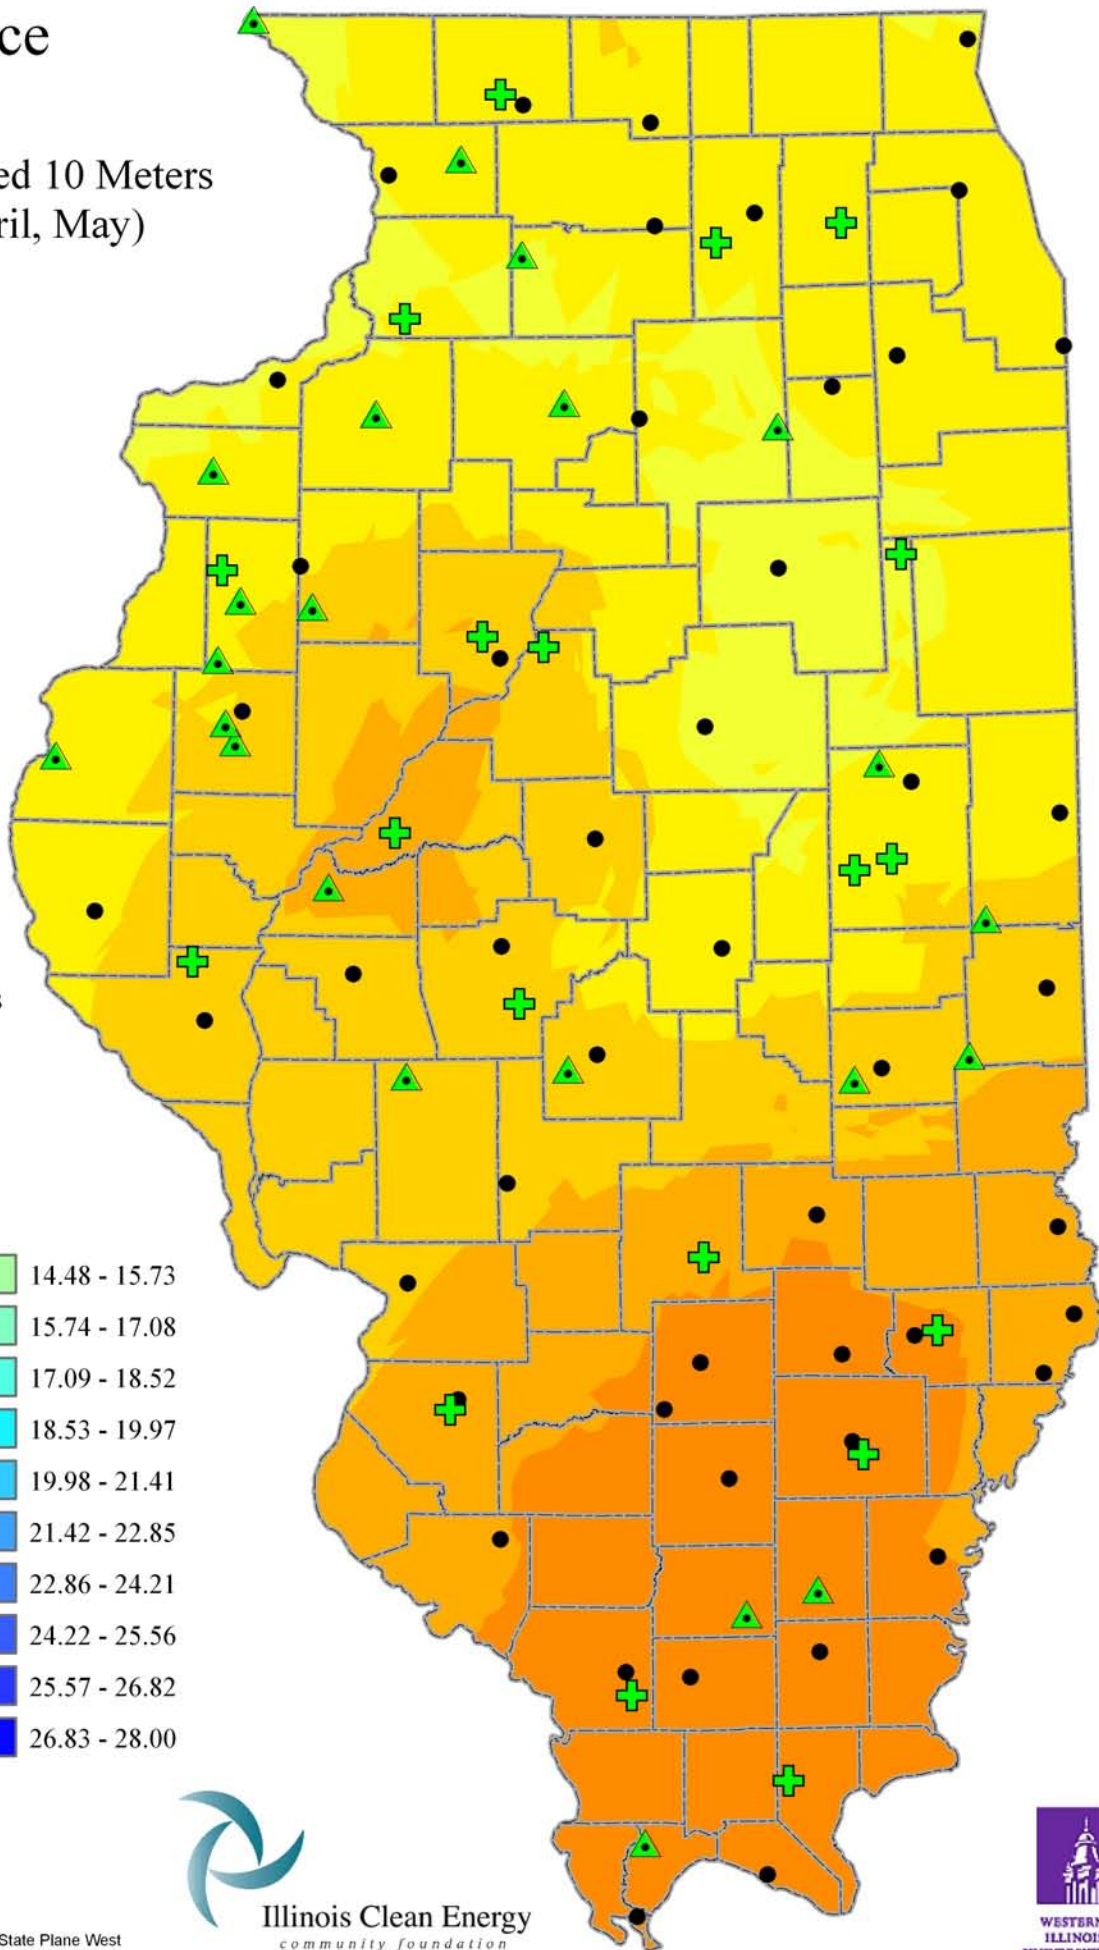 ce
ed 10 Meters
ril, May)
s
14.48 - 15.73
15.74 - 17.08
17.09 - 18.52
18.53 - 19.97
19.98 - 21.41
21.42 - 22.85
22.86 - 24.21
24.22 - 25.56
25.57 - 26.82
26.83 - 28.00
Illinois Clean Energy
community foundation
State Plane West
WESTERN
ILLINOIS